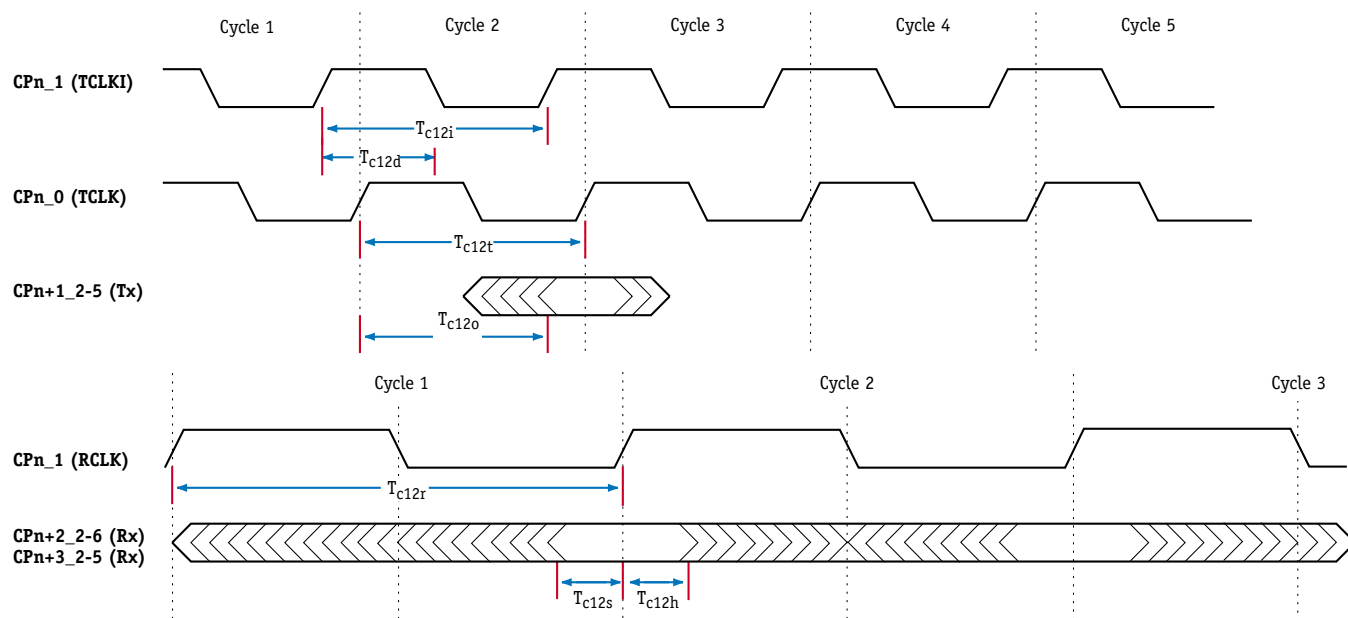 Cycle 1 Cycle 2 Cycle 3 Cycle 4 Cycle 5
CPn_1 (TCLKI)
Tc12i
Tc12d
CPn_0 (TCLK)
Tc12t
CPn+1_2-5 (Tx)
Tc12o
Cycle 1 Cycle 2 Cycle 3
CPn_1 (RCLK)
Tc12r
CPn+2_2-6 (Rx)
CPn+3_2-5 (Rx)
Tc12s Tc12h